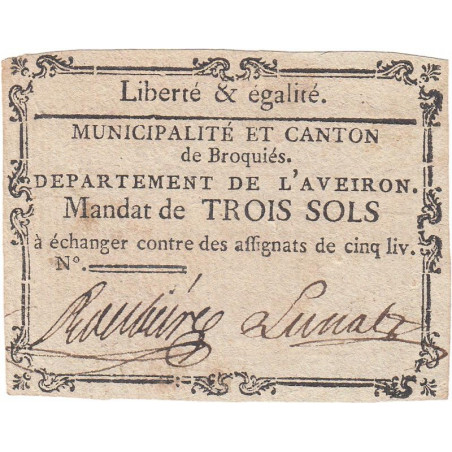 Liberté & égalité.
MUNICIPALITÉ ET CANTON
de Broquiés.
DEPARTEMENT DE L'AVEIRON.
Mandat de TROIS SOLS
à échanger contre des aſſignats de cinq liv.
N°.